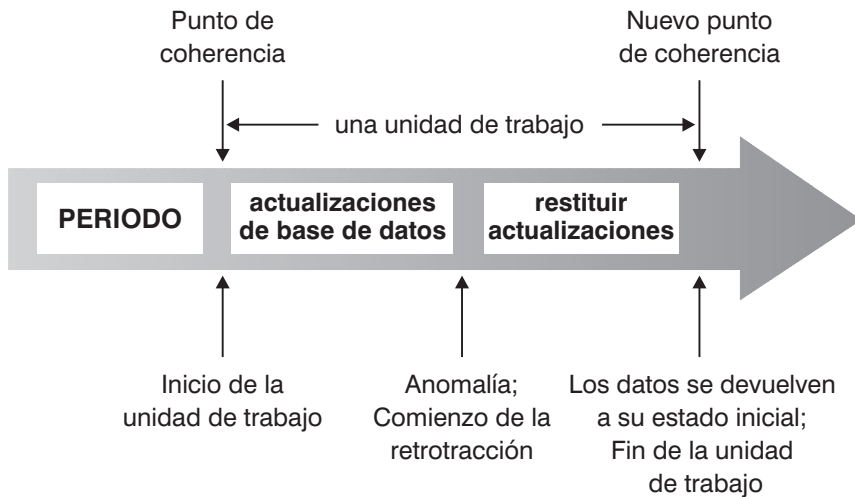 Punto de
coherencia
Nuevo punto
de coherencia
una unidad de trabajo
PERIODO
actualizaciones
de base de datos
restituir
actualizaciones
Inicio de la
unidad de trabajo
Anomalía;
Comienzo de la
retrotracción
Los datos se devuelven
a su estado inicial;
Fin de la unidad
de trabajo